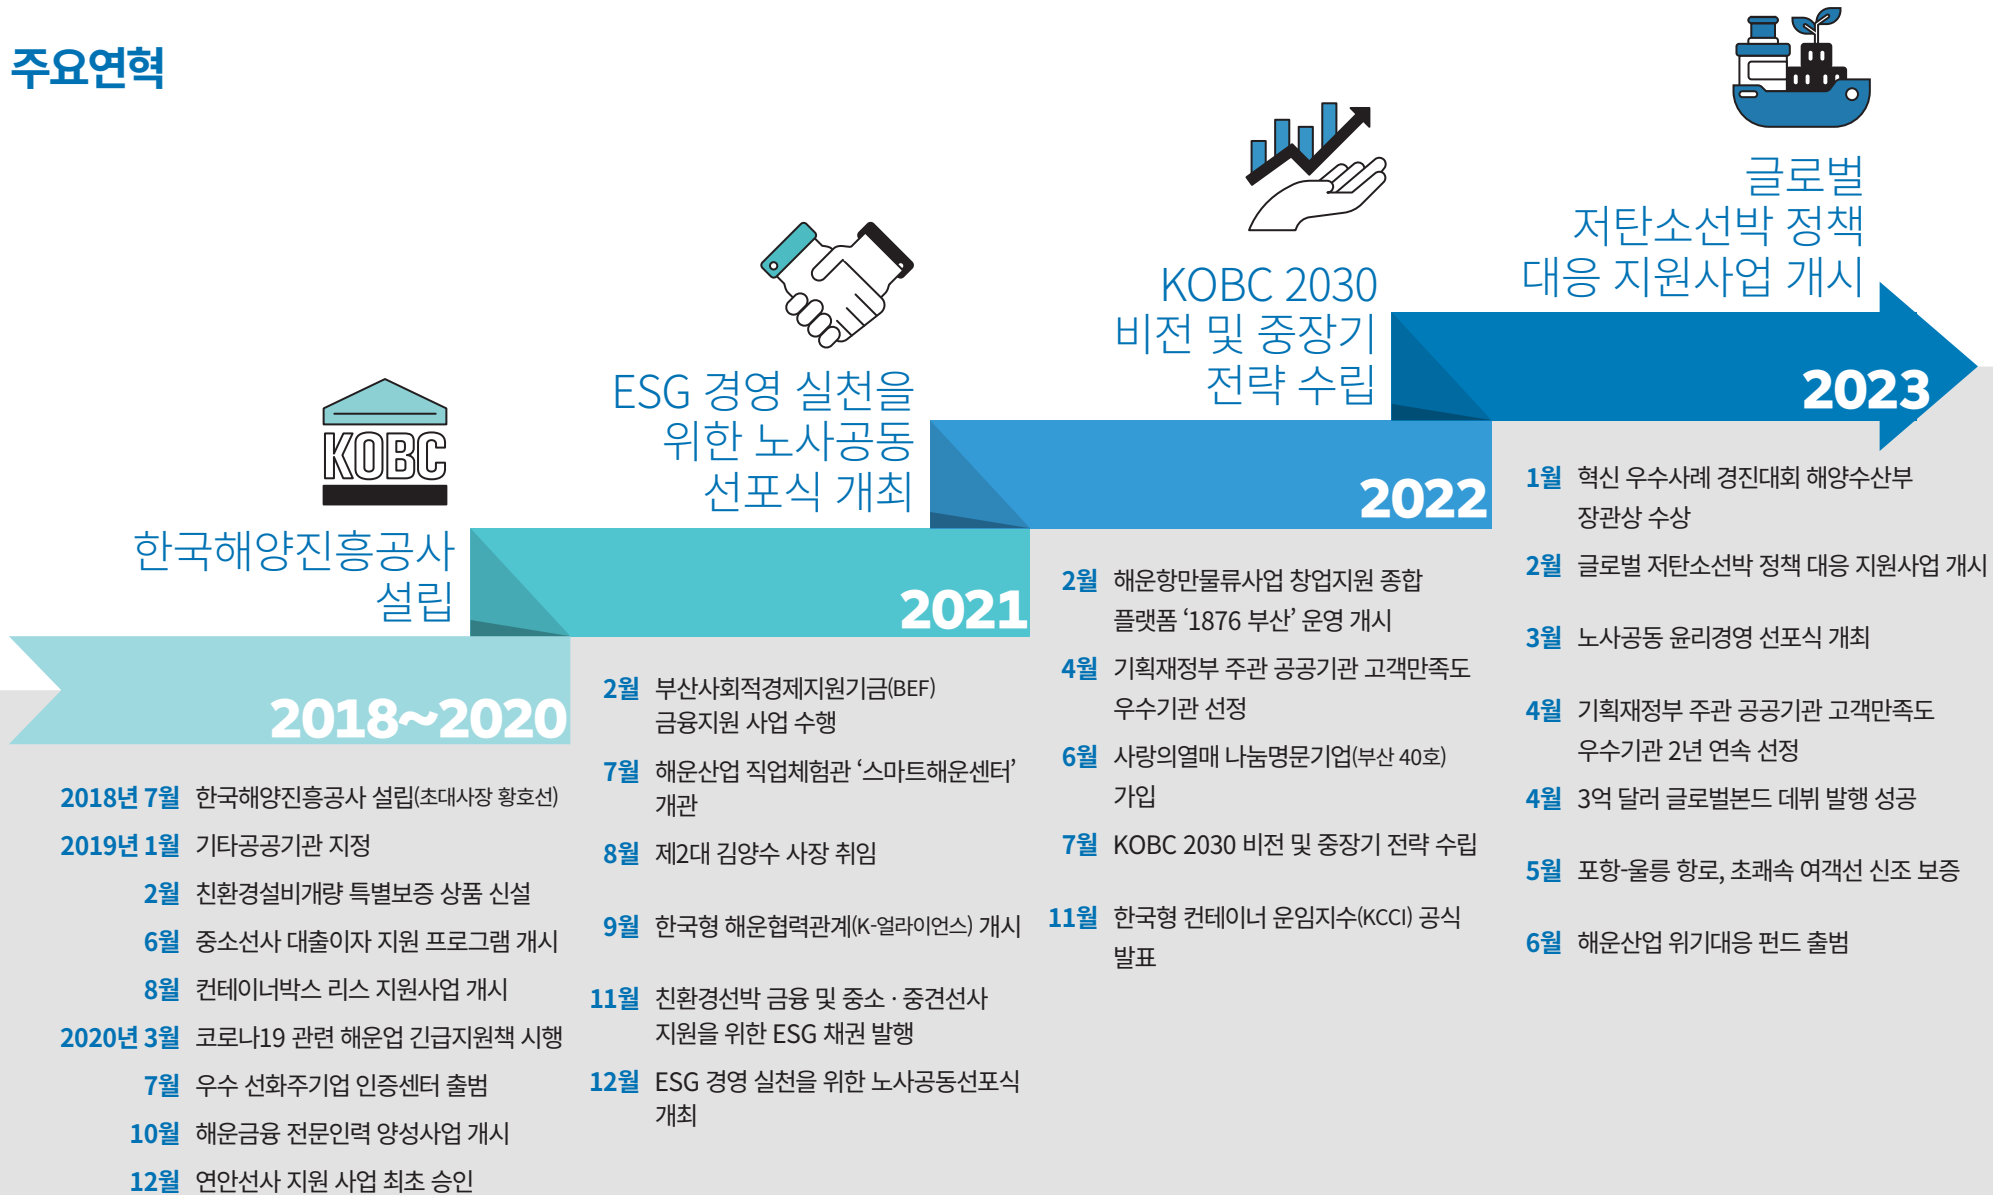 주요연혁
KOBC
한국해양진흥공사
설립
2018~2020
2018년 7월 한국해양진흥공사 설립(초대사장 황호선)
2019년 1월 기타공공기관 지정
2월 친환경설비개량 특별보증 상품 신설
6월 중소선사 대출이자 지원 프로그램 개시
8월 컨테이너박스 리스 지원사업 개시
2020년 3월 코로나19 관련 해운업 긴급지원책 시행
7월 우수 선화주기업 인증센터 출범
10월 해운금융 전문인력 양성사업 개시
12월 연안선사 지원 사업 최초 승인
ESG 경영 실천을
위한 노사공동
선포식 개최
2021
2월 부산사회적경제지원기금(BEF)
금융지원 사업 수행
7월 해운산업 직업체험관 ‘스마트해운센터’
개관
8월 제2대 김양수 사장 취임
9월 한국형 해운협력관계(K-얼라이언스) 개시
11월 친환경선박 금융 및 중소 · 중견선사
지원을 위한 ESG 채권 발행
12월 ESG 경영 실천을 위한 노사공동선포식
개최
KOBC 2030
비전 및 중장기
전략 수립
2022
2월 해운항만물류사업 창업지원 종합
플랫폼 ‘1876 부산’ 운영 개시
4월 기획재정부 주관 공공기관 고객만족도
우수기관 선정
6월 사랑의열매 나눔명문기업(부산 40호)
가입
7월 KOBC 2030 비전 및 중장기 전략 수립
11월 한국형 컨테이너 운임지수(KCCI) 공식
발표
글로벌
저탄소선박 정책
대응 지원사업 개시
2023
1월 혁신 우수사례 경진대회 해양수산부
장관상 수상
2월 글로벌 저탄소선박 정책 대응 지원사업 개시
3월 노사공동 윤리경영 선포식 개최
4월 기획재정부 주관 공공기관 고객만족도
우수기관 2년 연속 선정
4월 3억 달러 글로벌본드 데뷔 발행 성공
5월 포항-울릉 항로, 초쾌속 여객선 신조 보증
6월 해운산업 위기대응 펀드 출범